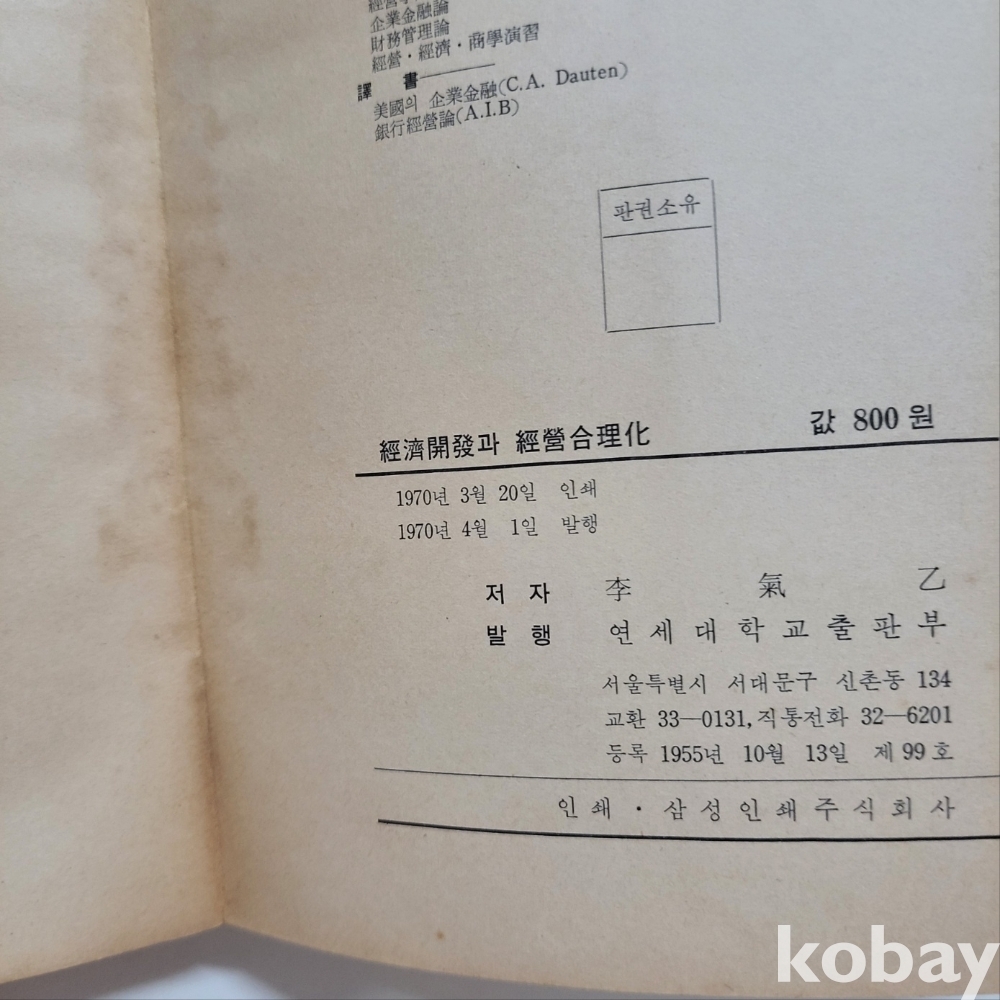 企業金融論
財務管理論
經營·經濟·商學演習
譯 書
美國의 企業金融(C.A. Dauten)
銀行經營論(A.I.B)
판권소유
經濟開發과 經營合理化 값 800원
1970년 3월 20일 인쇄
1970년 4월 1일 발행
저 자 李 氣 乙
발 행 연세대학교출판부
서울특별시 서대문구 신촌동 134
교환 33—0131, 직통전화 32—6201
등록 1955년 10월 13일 제99호
인쇄 · 삼성인쇄주식회사
kobay